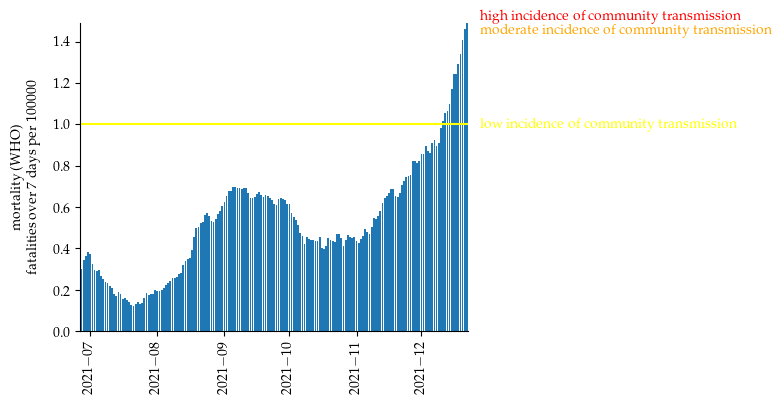 high incidence of community transmission
moderate incidence of community transmission
low incidence of community transmission
mortality (WHO)
fatalities over 7 days per 100000
1.4
1.2
1.0
0.8
0.6
0.4
0.2
0.0
2021−07
2021−08
2021−09
2021−10
2021−11
2021−12